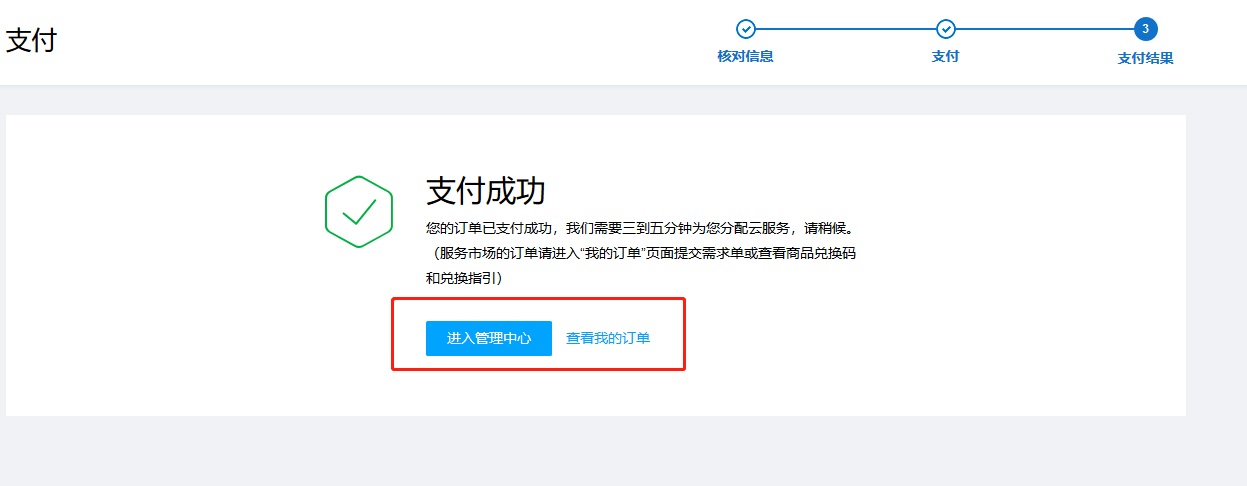 支付
3
核对信息
支付
支付结果
支付成功
您的订单已支付成功，我们需要三到五分钟为您分配云服务，请稍候。
（服务市场的订单请进入“我的订单”页面提交需求单或查看商品兑换码
和兑换指引）
进入管理中心
查看我的订单